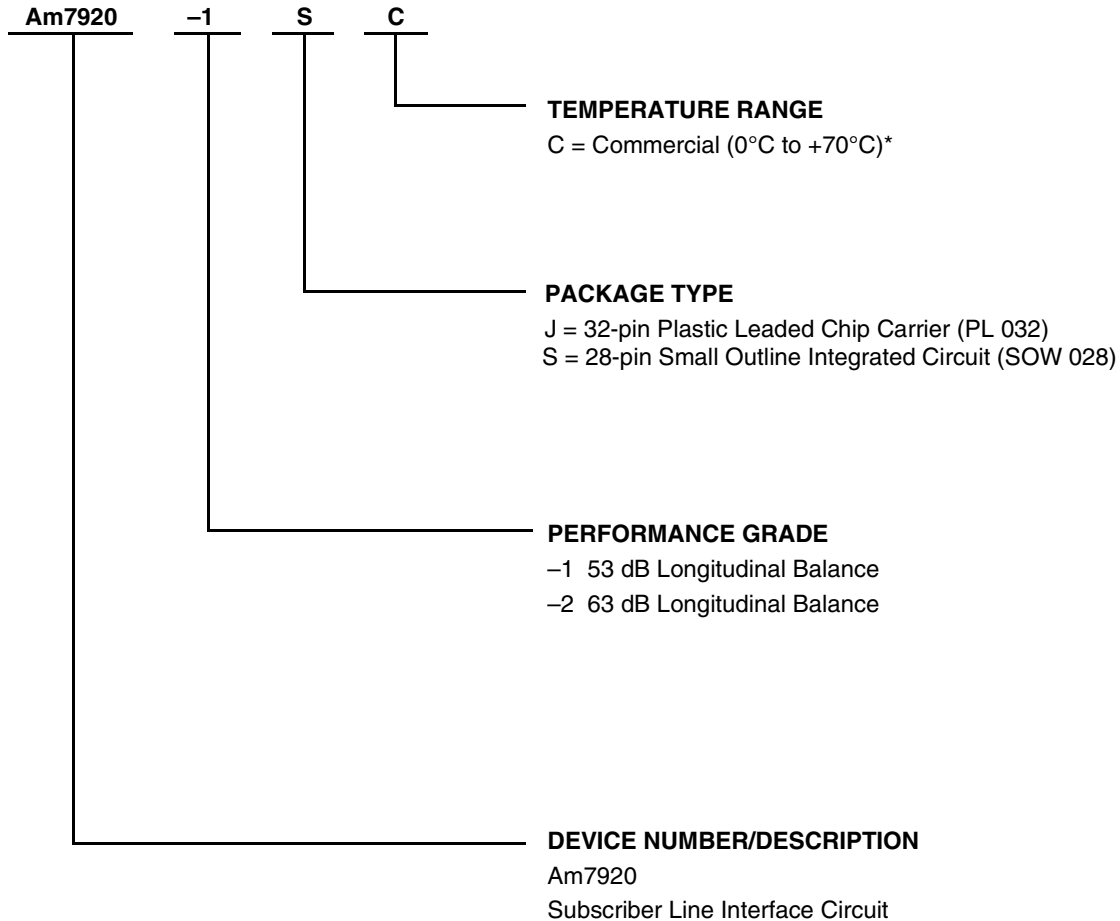 Am7920 –1 S C
TEMPERATURE RANGE
C = Commercial (0°C to +70°C)*
PACKAGE TYPE
J = 32-pin Plastic Leaded Chip Carrier (PL 032)
S = 28-pin Small Outline Integrated Circuit (SOW 028)
PERFORMANCE GRADE
–1 53 dB Longitudinal Balance
–2 63 dB Longitudinal Balance
DEVICE NUMBER/DESCRIPTION
Am7920
Subscriber Line Interface Circuit